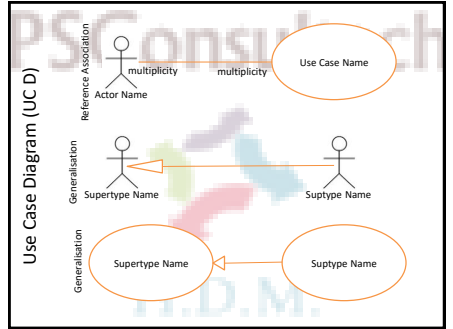 PSConsultech
Use Case Diagram (UC D)
Reference Association
multiplicity
multiplicity
Use Case Name
Actor Name
Generalisation
Supertype Name
Suptype Name
Generalisation
Supertype Name
Suptype Name
H.D.M.